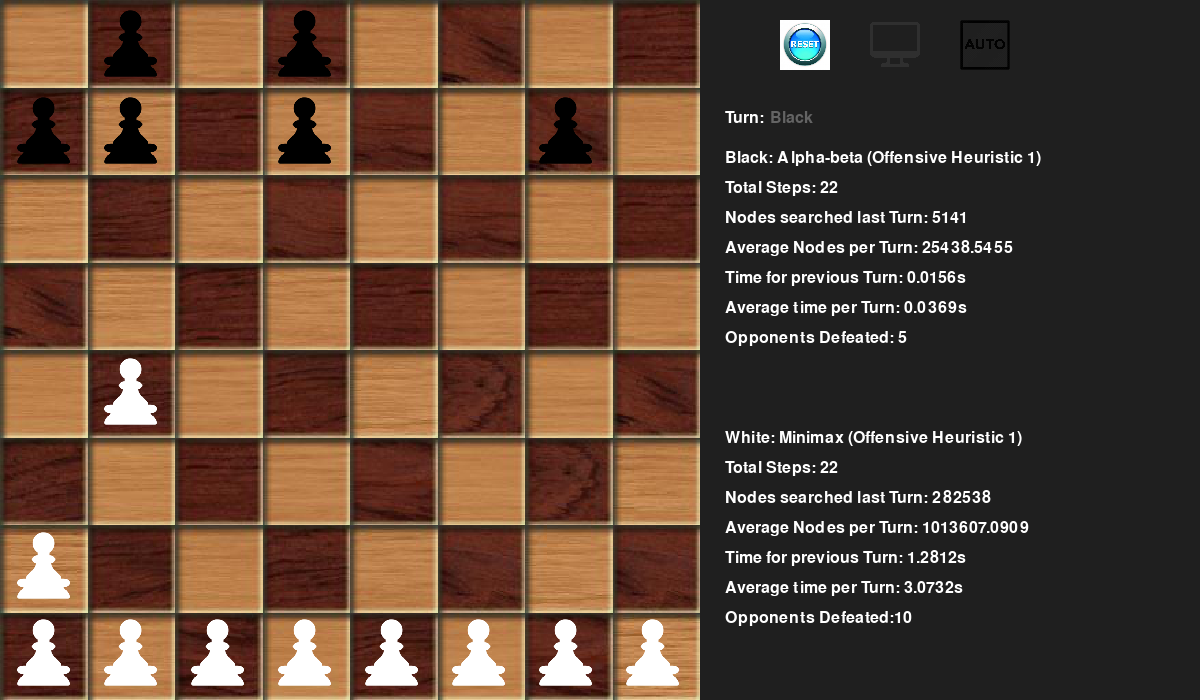 RESET
AUTO
Turn: Black
Black: Alpha-beta (Offensive Heuristic 1)
Total Steps: 22
Nodes searched last Turn: 5141
Average Nodes per Turn: 25438.5455
Time for previous Turn: 0.0156s
Average time per Turn: 0.0369s
Opponents Defeated: 5
White: Minimax (Offensive Heuristic 1)
Total Steps: 22
Nodes searched last Turn: 282538
Average Nodes per Turn: 1013607.0909
Time for previous Turn: 1.2812s
Average time per Turn: 3.0732s
Opponents Defeated:10